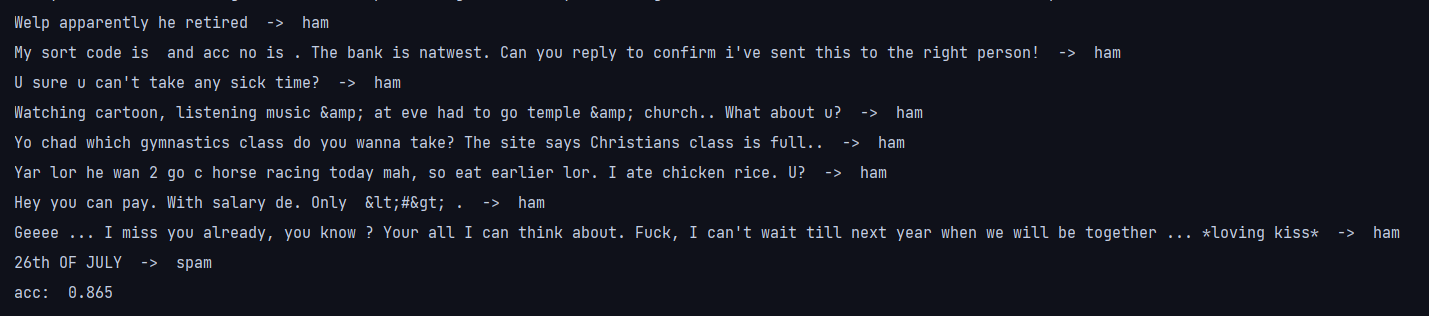 Welp apparently he retired  ->  ham
My sort code is  and acc no is . The bank is natwest. Can you reply to confirm i've sent this to the right person!  ->  ham
U sure u can't take any sick time?  ->  ham
Watching cartoon, listening music &amp; at eve had to go temple &amp; church.. What about u?  ->  ham
Yo chad which gymnastics class do you wanna take? The site says Christians class is full..  ->  ham
Yar lor he wan 2 go c horse racing today mah, so eat earlier lor. I ate chicken rice. U?  ->  ham
Hey you can pay. With salary de. Only  &lt;#&gt; .  ->  ham
Geeee ... I miss you already, you know ? Your all I can think about. Fuck, I can't wait till next year when we will be together ... *loving kiss*  ->  ham
26th OF JULY  ->  spam
acc:  0.865